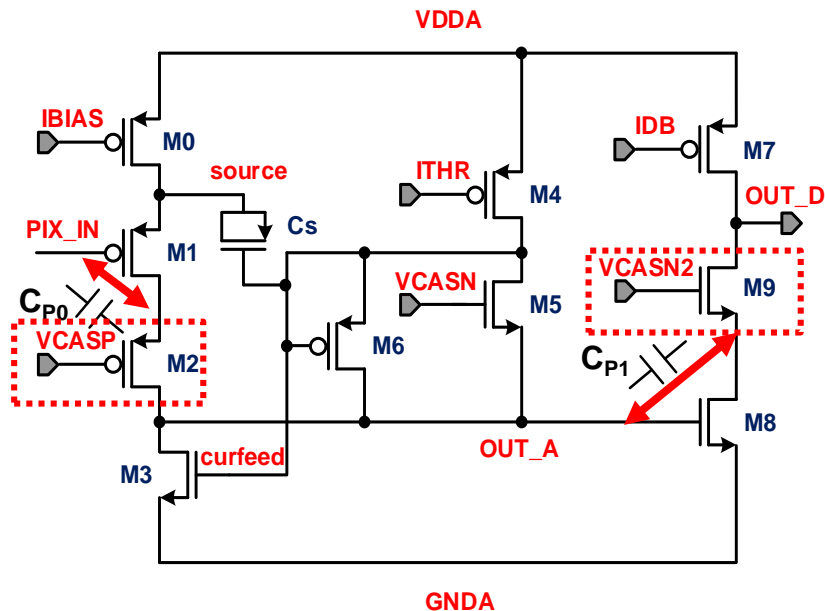 VDDA
IBIAS
M0
IDB
M7
source
ITHR
M4
OUT_D
PIX_IN
M1
Cs
VCASN
M5
VCASN2
M9
CP0
VCASP
M2
M6
CP1
M8
OUT_A
M3
curfeed
GNDA